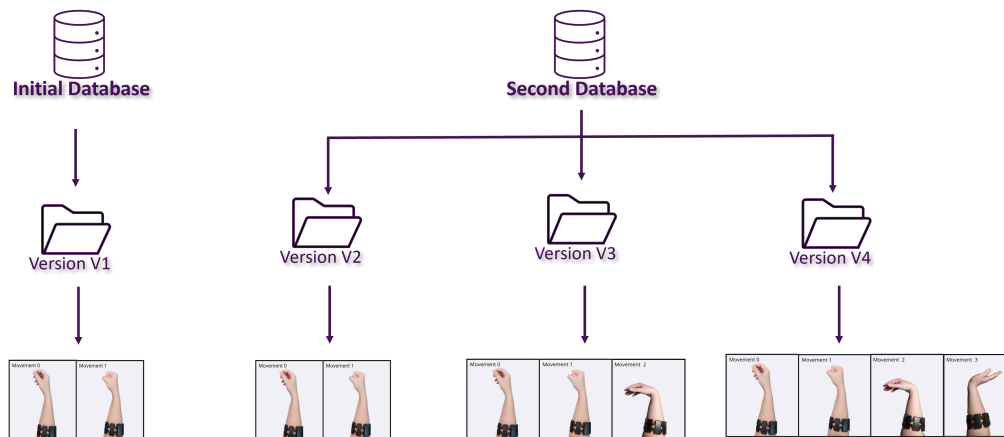 Initial Database
Second Database
Version V1
Version V2
Version V3
Version V4
Movement 0
Movement 1
Movement 0
Movement 1
Movement 0
Movement 1
Movement 2
Movement 0
Movement 1
Movement 2
Movement 3